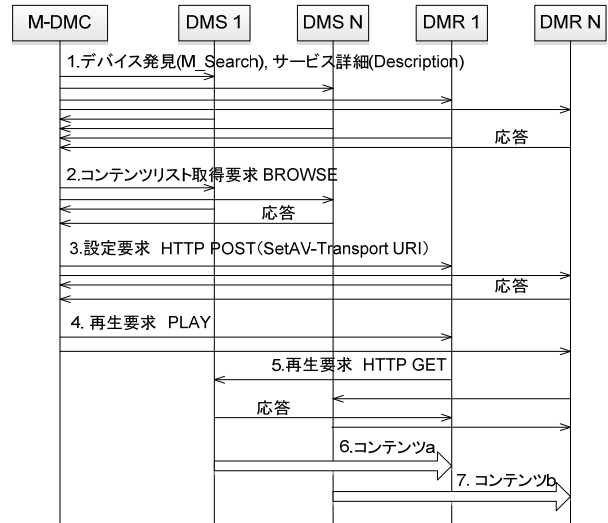 M-DMC
DMS 1
DMS N
DMR 1
DMR N
1.デバイス発見(M_Search), サービス詳細(Description)
応答
2.コンテンツリスト取得要求 BROWSE
応答
3.設定要求 HTTP POST(SetAV-Transport URI)
応答
4. 再生要求 PLAY
5.再生要求 HTTP GET
応答
6.コンテンツa
7. コンテンツb